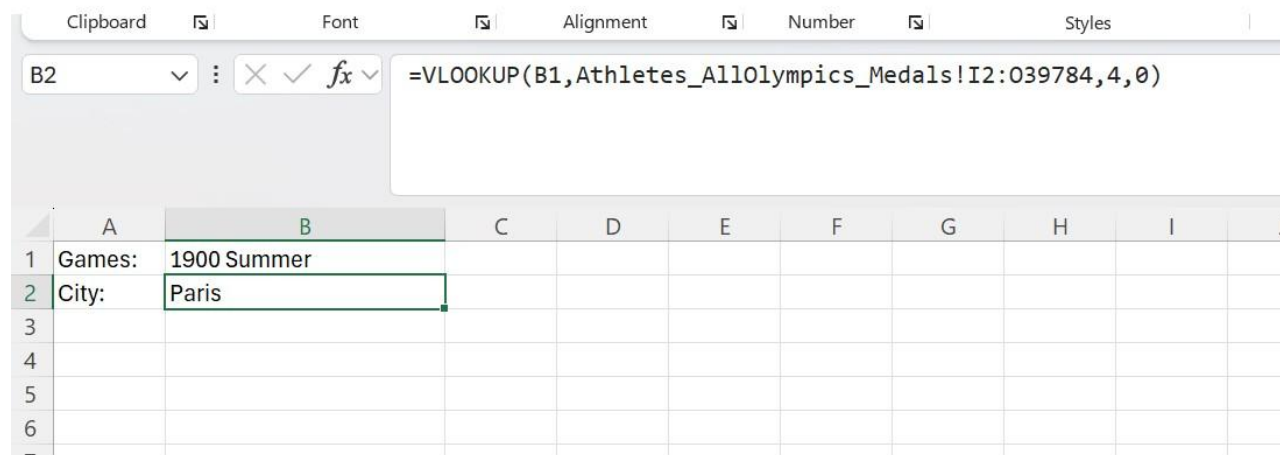 Clipboard Font Alignment Number Styles
B2 fx =VLOOKUP(B1,Athletes_AllOlympics_Medals!I2:O39784,4,0)
A B C D E F G H I
1 Games: 1900 Summer
2 City: Paris
3
4
5
6